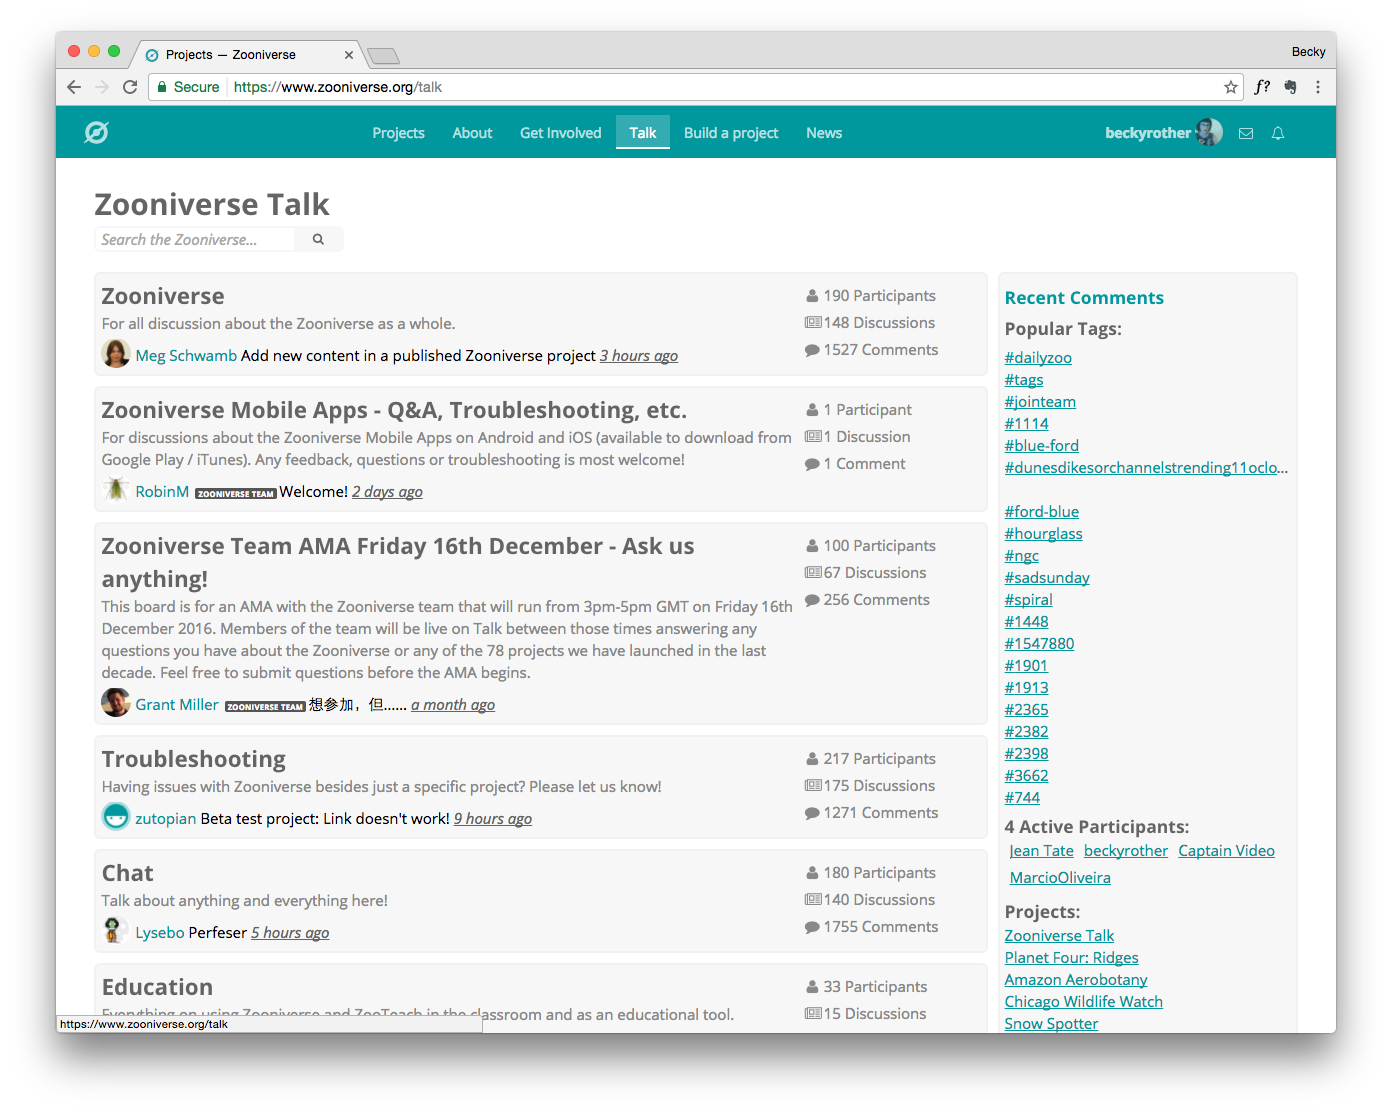 Projects — Zooniverse
Becky
Secure https://www.zooniverse.org/talk
f?
Projects About Get Involved Talk Build a project News
beckyrother
Zooniverse Talk
Search the Zooniverse...
Zooniverse
For all discussion about the Zooniverse as a whole.
Meg Schwamb Add new content in a published Zooniverse project 3 hours ago
190 Participants
148 Discussions
1527 Comments
Zooniverse Mobile Apps - Q&A, Troubleshooting, etc.
For discussions about the Zooniverse Mobile Apps on Android and iOS (available to download from
Google Play / iTunes). Any feedback, questions or troubleshooting is most welcome!
RobinM ZOONIVERSE TEAM Welcome! 2 days ago
1 Participant
1 Discussion
1 Comment
Zooniverse Team AMA Friday 16th December - Ask us
anything!
This board is for an AMA with the Zooniverse team that will run from 3pm-5pm GMT on Friday 16th
December 2016. Members of the team will be live on Talk between those times answering any
questions you have about the Zooniverse or any of the 78 projects we have launched in the last
decade. Feel free to submit questions before the AMA begins.
Grant Miller ZOONIVERSE TEAM 想参加，但...... a month ago
100 Participants
67 Discussions
256 Comments
Troubleshooting
Having issues with Zooniverse besides just a specific project? Please let us know!
zutopian Beta test project: Link doesn't work! 9 hours ago
217 Participants
175 Discussions
1271 Comments
Chat
Talk about anything and everything here!
Lysebo Perfeser 5 hours ago
180 Participants
140 Discussions
1755 Comments
Education
Everything on using Zooniverse and ZooTeach in the classroom and as an educational tool.
33 Participants
15 Discussions
Recent Comments
Popular Tags:
#dailyzoo
#tags
#jointeam
#1114
#blue-ford
#dunesdikesorchannelstrending11oclo...
#ford-blue
#hourglass
#ngc
#sadsunday
#spiral
#1448
#1547880
#1901
#1913
#2365
#2382
#2398
#3662
#744
4 Active Participants:
Jean Tate beckyrother Captain Video
MarcioOliveira
Projects:
Zooniverse Talk
Planet Four: Ridges
Amazon Aerobotany
Chicago Wildlife Watch
Snow Spotter
https://www.zooniverse.org/talk